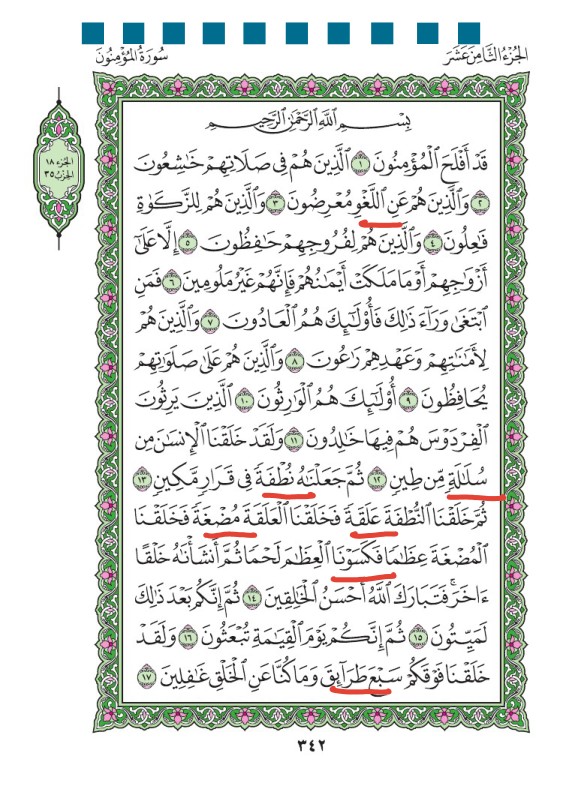 الجُزْءُ الثَّامِنَ عَشَرَ
سُورَةُ المُؤْمِنُونَ
الجزء ١٨
الحزب ٣٥
بِسْمِ ٱللَّهِ ٱلرَّحْمَٰنِ ٱلرَّحِيمِ
قَدْ أَفْلَحَ ٱلْمُؤْمِنُونَ ١ ٱلَّذِينَ هُمْ فِى صَلَاتِهِمْ خَٰشِعُونَ
٢ وَٱلَّذِينَ هُمْ عَنِ ٱللَّغْوِ مُعْرِضُونَ ٣ وَٱلَّذِينَ هُمْ لِلزَّكَوٰةِ
فَٰعِلُونَ ٤ وَٱلَّذِينَ هُمْ لِفُرُوجِهِمْ حَٰفِظُونَ ٥ إِلَّا عَلَىٰٓ
أَزْوَٰجِهِمْ أَوْ مَا مَلَكَتْ أَيْمَٰنُهُمْ فَإِنَّهُمْ غَيْرُ مَلُومِينَ ٦ فَمَنِ
ٱبْتَغَىٰ وَرَآءَ ذَٰلِكَ فَأُو۟لَٰٓئِكَ هُمُ ٱلْعَادُونَ ٧ وَٱلَّذِينَ هُمْ
لِأَمَٰنَٰتِهِمْ وَعَهْدِهِمْ رَٰعُونَ ٨ وَٱلَّذِينَ هُمْ عَلَىٰ صَلَوَٰتِهِمْ
يُحَافِظُونَ ٩ أُو۟لَٰٓئِكَ هُمُ ٱلْوَٰرِثُونَ ١٠ ٱلَّذِينَ يَرِثُونَ
ٱلْفِرْدَوْسَ هُمْ فِيهَا خَٰلِدُونَ ١١ وَلَقَدْ خَلَقْنَا ٱلْإِنسَٰنَ مِن
سُلَٰلَةٍ مِّن طِينٍ ١٢ ثُمَّ جَعَلْنَٰهُ نُطْفَةً فِى قَرَارٍ مَّكِينٍ ١٣
ثُمَّ خَلَقْنَا ٱلنُّطْفَةَ عَلَقَةً فَخَلَقْنَا ٱلْعَلَقَةَ مُضْغَةً فَخَلَقْنَا
ٱلْمُضْغَةَ عِظَٰمًا فَكَسَوْنَا ٱلْعِظَٰمَ لَحْمًا ثُمَّ أَنشَأْنَٰهُ خَلْقًا
ءَاخَرَ ۚ فَتَبَارَكَ ٱللَّهُ أَحْسَنُ ٱلْخَٰلِقِينَ ١٤ ثُمَّ إِنَّكُم بَعْدَ ذَٰلِكَ
لَمَيِّتُونَ ١٥ ثُمَّ إِنَّكُمْ يَوْمَ ٱلْقِيَٰمَةِ تُبْعَثُونَ ١٦ وَلَقَدْ
خَلَقْنَا فَوْقَكُمْ سَبْعَ طَرَآئِقَ وَمَا كُنَّا عَنِ ٱلْخَلْقِ غَٰفِلِينَ ١٧
٣٤٢